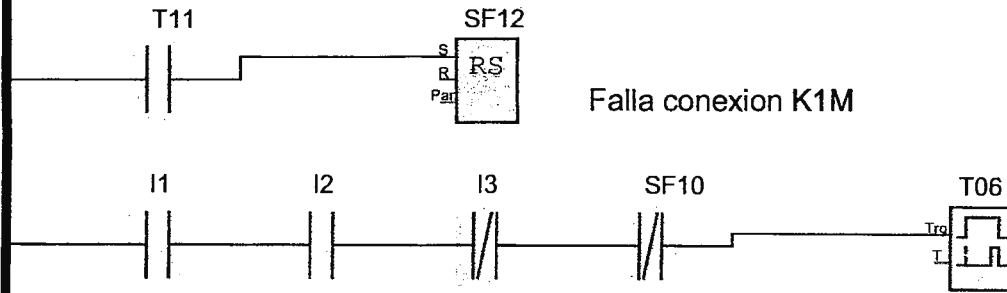 T11 SF12
S
RS
R
Par
Falla conexion K1M
I1 I2 I3 SF10 T06
Trg
T